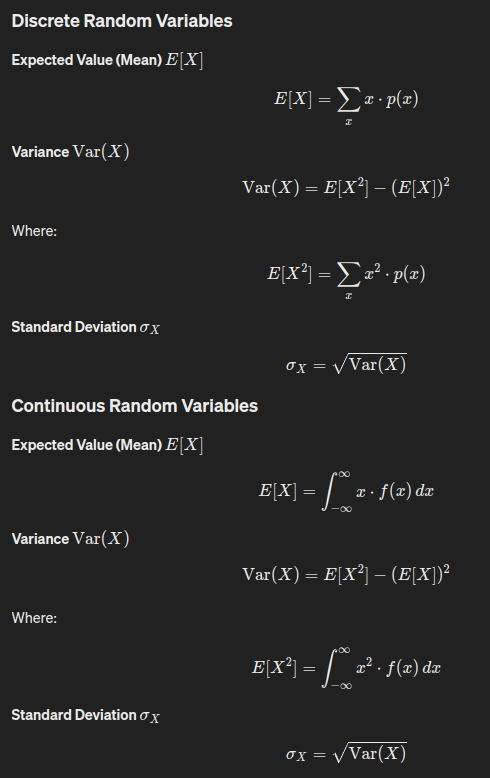 Discrete Random Variables
Expected Value (Mean) E[X]
E[X] = ∑ₓ x · p(x)
Variance Var(X)
Var(X) = E[X²] − (E[X])²
Where:
E[X²] = ∑ₓ x² · p(x)
Standard Deviation σ_X
σ_X = √Var(X)
Continuous Random Variables
Expected Value (Mean) E[X]
E[X] = ∫_{−∞}^{∞} x · f(x) dx
Variance Var(X)
Var(X) = E[X²] − (E[X])²
Where:
E[X²] = ∫_{−∞}^{∞} x² · f(x) dx
Standard Deviation σ_X
σ_X = √Var(X)